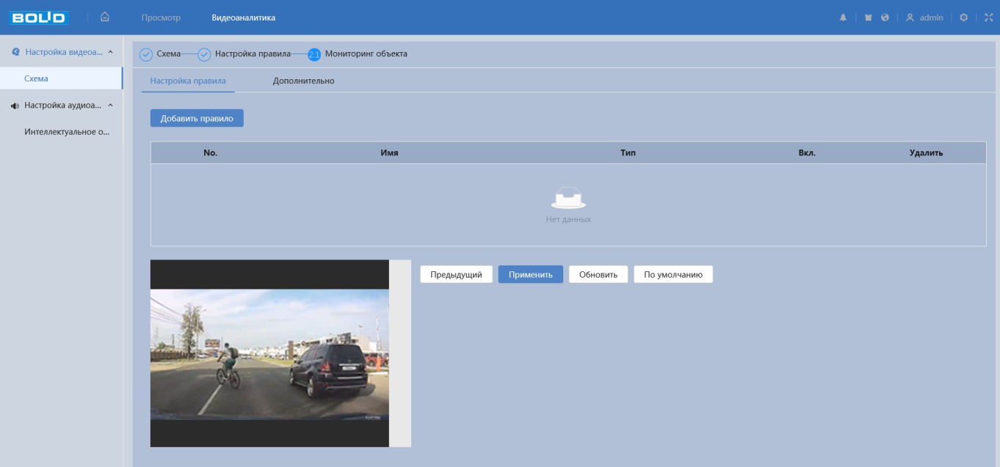 BOLID
Просмотр
Видеоаналитика
admin
Настройка видеоа...
Схема
Настройка аудиоа...
Интеллектуальное о...
Схема
Настройка правила
2.1 Мониторинг объекта
Настройка правила
Дополнительно
Добавить правило
No. Имя Тип Вкл. Удалить
Нет данных
Предыдущий Применить Обновить По умолчанию